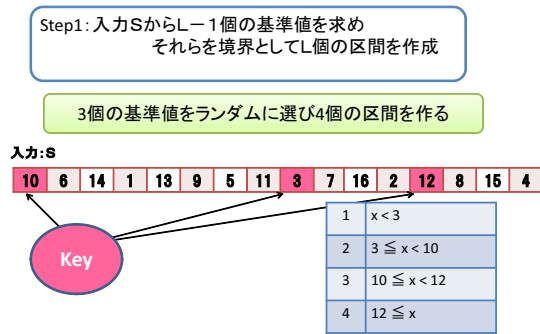 Step1:入力SからL－1個の基準値を求め
それらを境界としてL個の区間を作成
3個の基準値をランダムに選び4個の区間を作る
入力:S
10 6 14 1 13 9 5 11 3 7 16 2 12 8 15 4
Key
1 x < 3
2 3 ≦ x < 10
3 10 ≦ x < 12
4 12 ≦ x